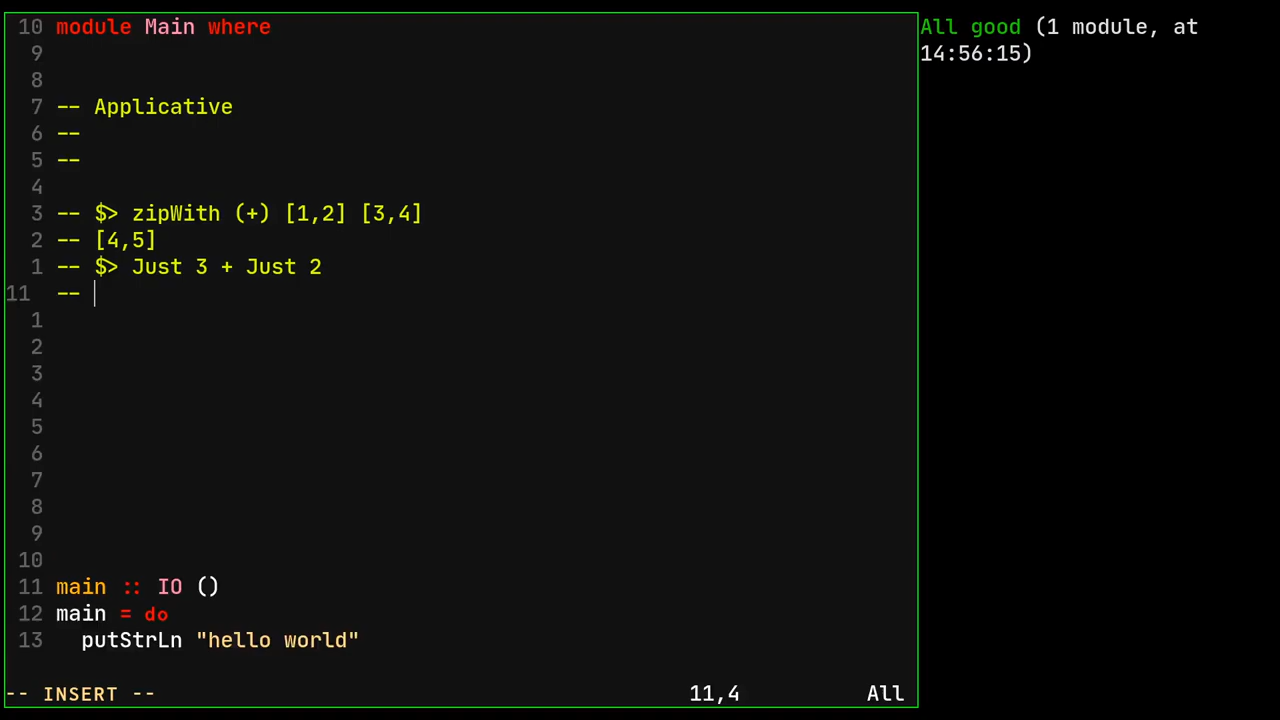 10 module Main where
9
8
7 -- Applicative
6 --
5 --
4
3 -- $> zipWith (+) [1,2] [3,4]
2 -- [4,5]
1 -- $> Just 3 + Just 2
11 --
1
2
3
4
5
6
7
8
9
10
11 main :: IO ()
12 main = do
13 putStrLn "hello world"
-- INSERT -- 11,4 All
All good (1 module, at
14:56:15)